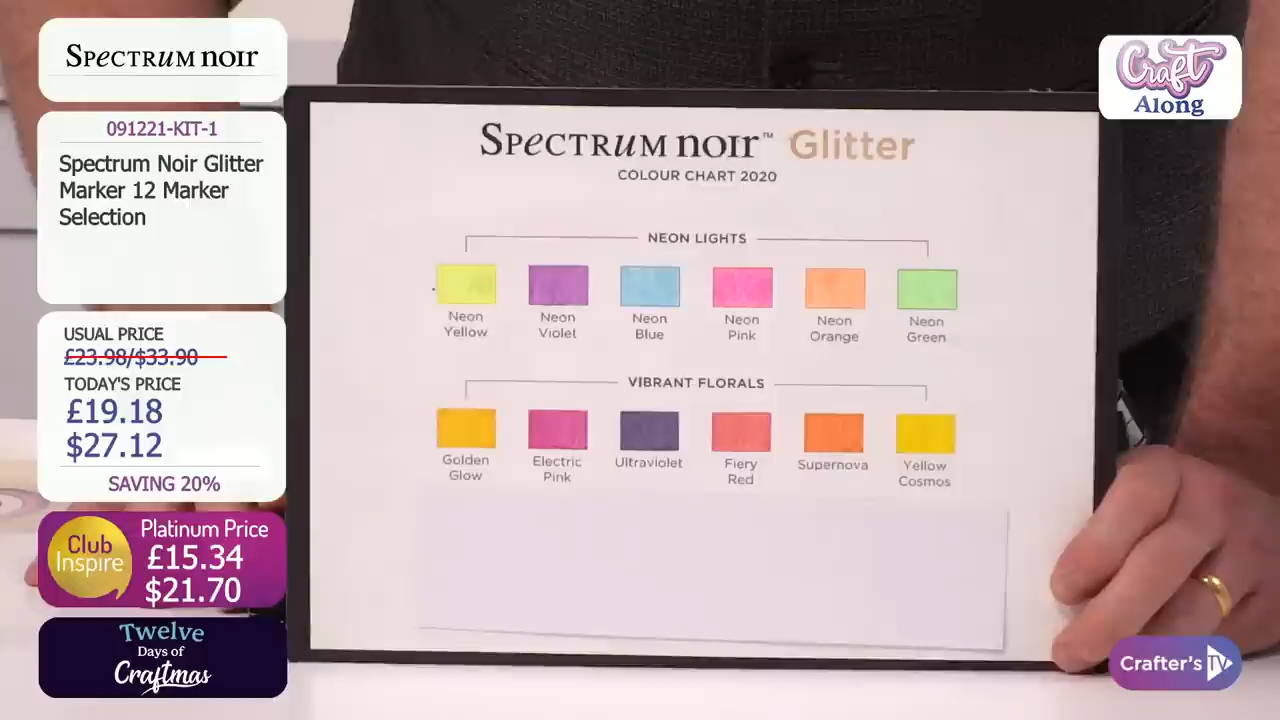 SPECTRUM NOIR
091221-KIT-1
Spectrum Noir Glitter
Marker 12 Marker
Selection
USUAL PRICE
£23.98/$33.90
TODAY'S PRICE
£19.18
$27.12
SAVING 20%
Club
Inspire
Platinum Price
£15.34
$21.70
Twelve
Days of
Craftmas
SPECTRUM NOIR™ Glitter
COLOUR CHART 2020
NEON LIGHTS
Neon
Yellow
Neon
Violet
Neon
Blue
Neon
Pink
Neon
Orange
Neon
Green
VIBRANT FLORALS
Golden
Glow
Electric
Pink
Ultraviolet
Fiery
Red
Supernova
Yellow
Cosmos
Craft
Along
Crafter's TV